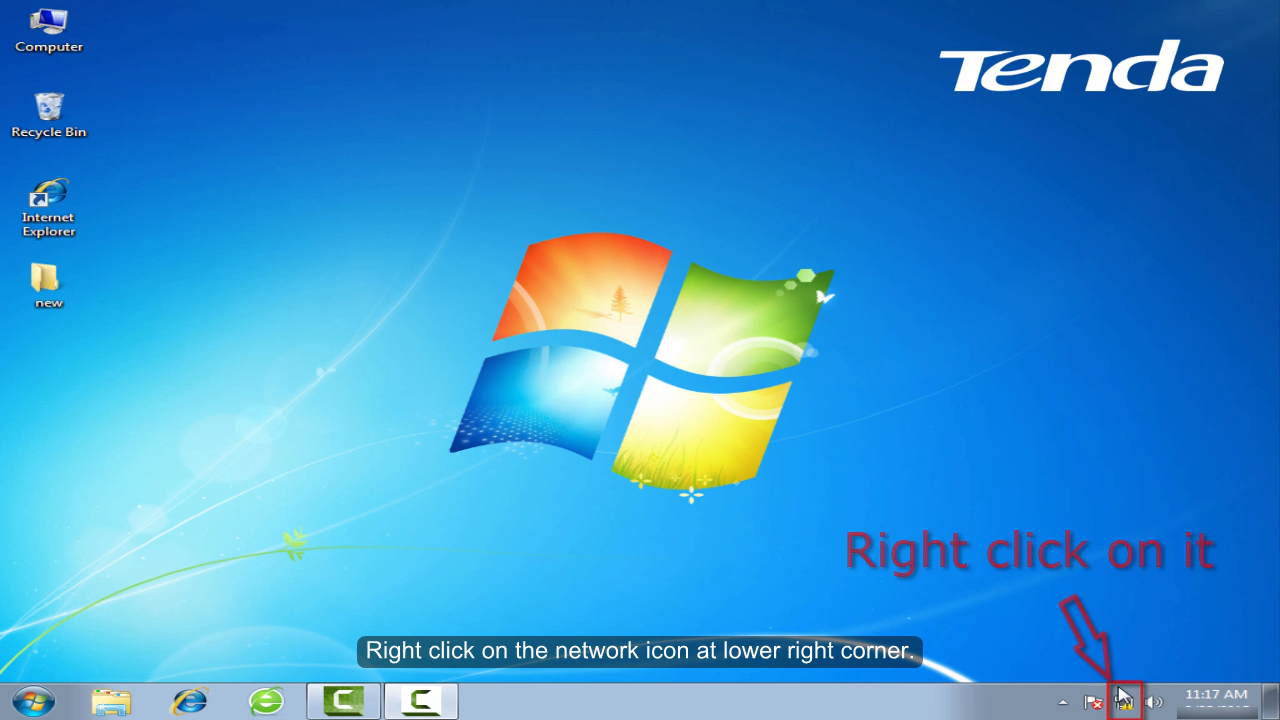 Computer
Tenda
Recycle Bin
Internet
Explorer
new
Right click on it
Right click on the network icon at lower right corner.
11:17 AM